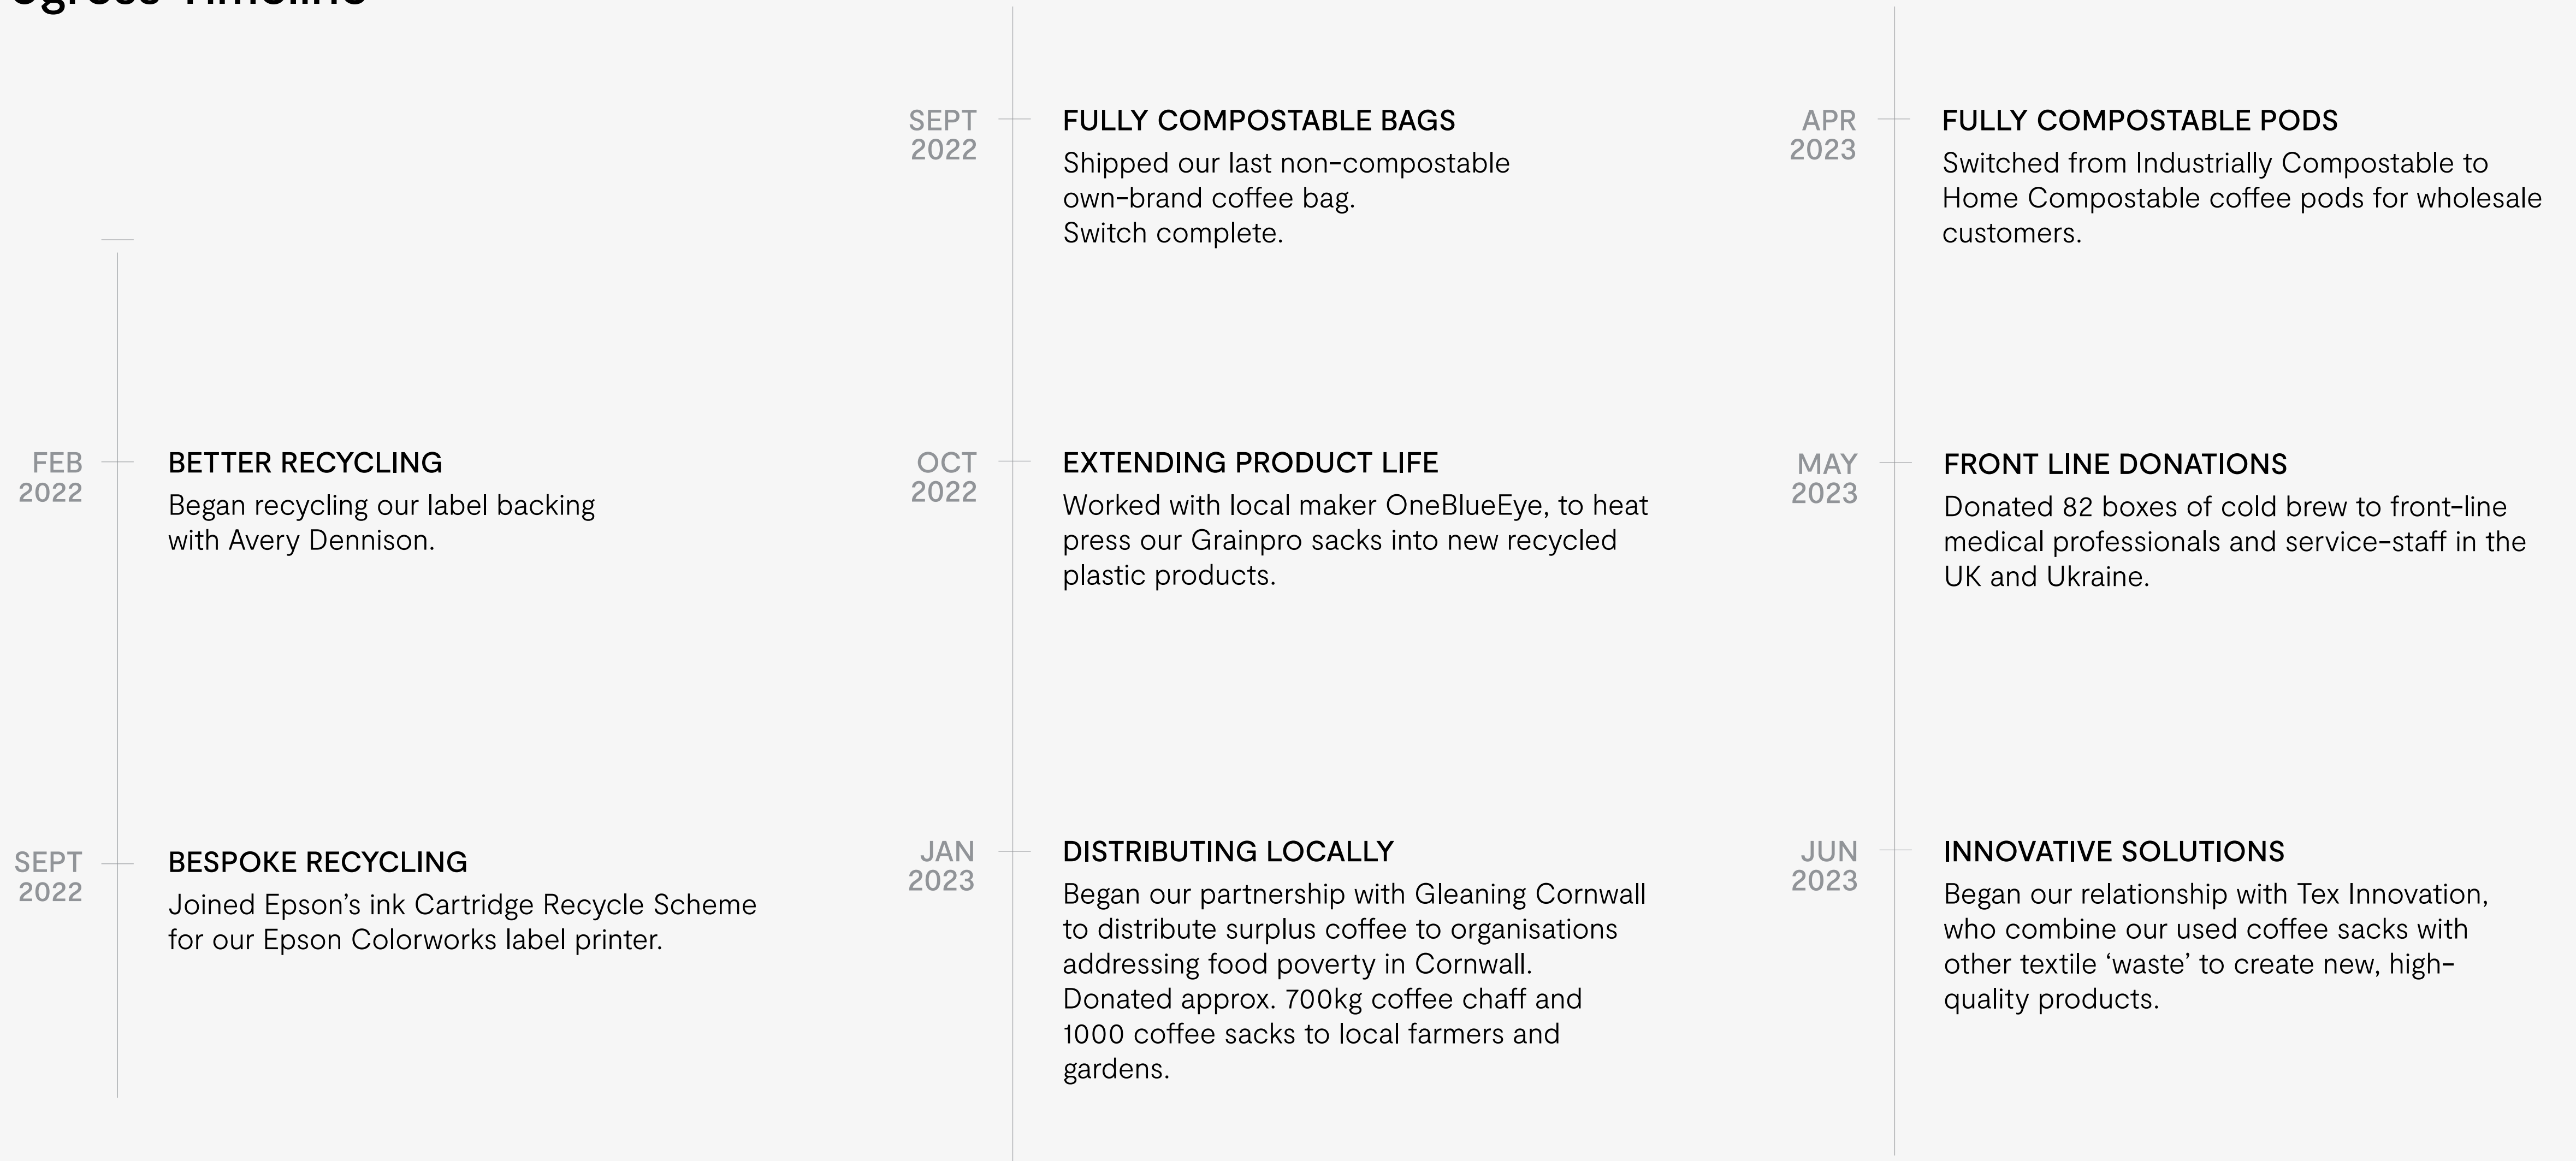 Timeline
FEB
2022
BETTER RECYCLING
Began recycling our label backing
with Avery Dennison.
SEPT
2022
BESPOKE RECYCLING
Joined Epson’s ink Cartridge Recycle Scheme
for our Epson Colorworks label printer.
SEPT
2022
FULLY COMPOSTABLE BAGS
Shipped our last non-compostable
own-brand coffee bag.
Switch complete.
OCT
2022
EXTENDING PRODUCT LIFE
Worked with local maker OneBlueEye, to heat
press our Grainpro sacks into new recycled
plastic products.
JAN
2023
DISTRIBUTING LOCALLY
Began our partnership with Gleaning Cornwall
to distribute surplus coffee to organisations
addressing food poverty in Cornwall.
Donated approx. 700kg coffee chaff and
1000 coffee sacks to local farmers and
gardens.
APR
2023
FULLY COMPOSTABLE PODS
Switched from Industrially Compostable to
Home Compostable coffee pods for wholesale
customers.
MAY
2023
FRONT LINE DONATIONS
Donated 82 boxes of cold brew to front-line
medical professionals and service-staff in the
UK and Ukraine.
JUN
2023
INNOVATIVE SOLUTIONS
Began our relationship with Tex Innovation,
who combine our used coffee sacks with
other textile ‘waste’ to create new, high-
quality products.